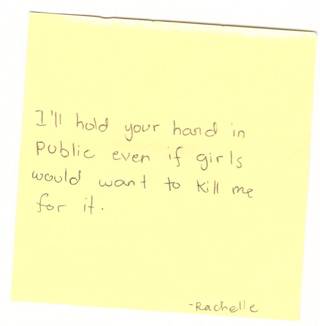 I'll hold your hand in
public even if girls
would want to kill me
for it.
-Rachelle